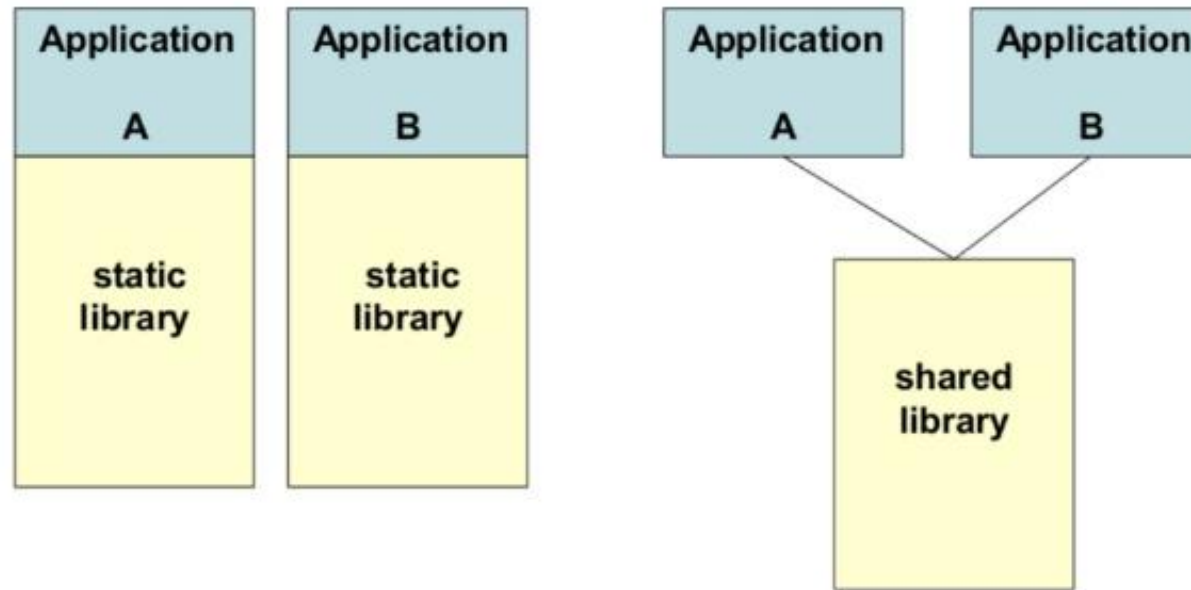 Application
A
static
library
Application
B
static
library
Application
A
Application
B
shared
library